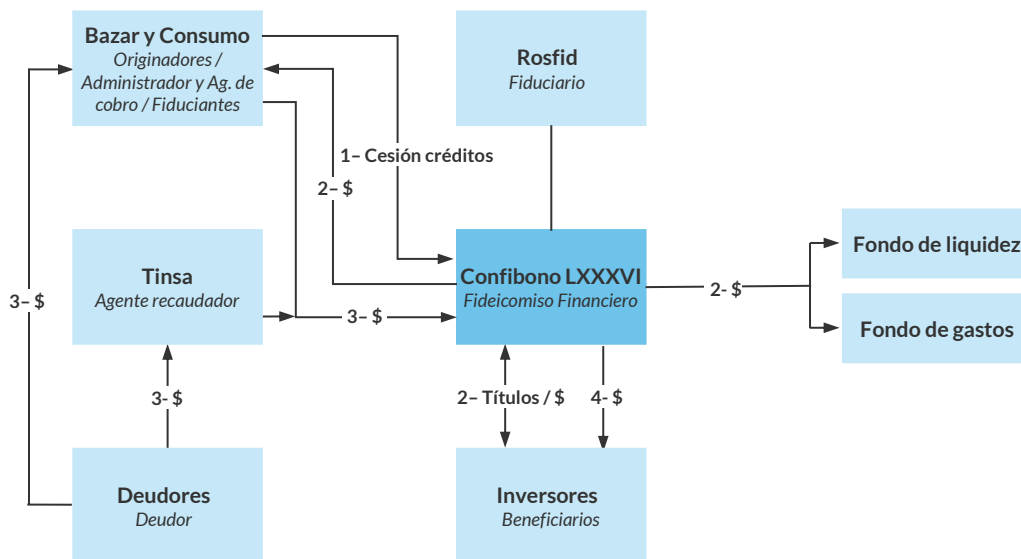 Bazar y Consumo
Originadores /
Administrador y Ag. de
cobro / Fiduciantes
Rosfid
Fiduciario
1– Cesión créditos
2– $
Tinsa
Agente recaudador
Confibono LXXXVI
Fideicomiso Financiero
Fondo de liquidez
3– $
3– $
2- $
Fondo de gastos
3- $
2– Títulos / $
4- $
Deudores
Deudor
Inversores
Beneficiarios